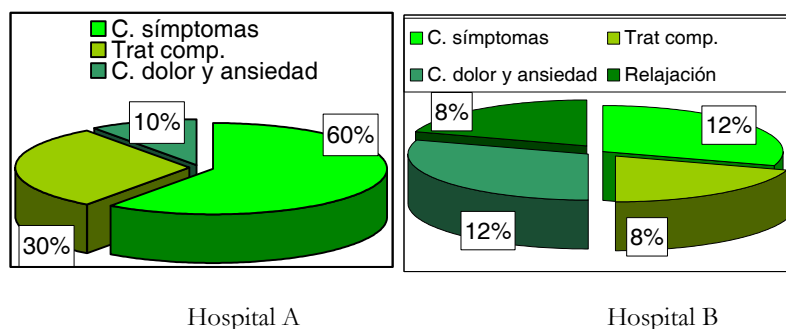 C. símptomas
Trat comp.
C. dolor y ansiedad
10%
60%
30%
Hospital A
C. símptomas Trat comp.
C. dolor y ansiedad Relajación
8%
12%
12%
8%
Hospital B